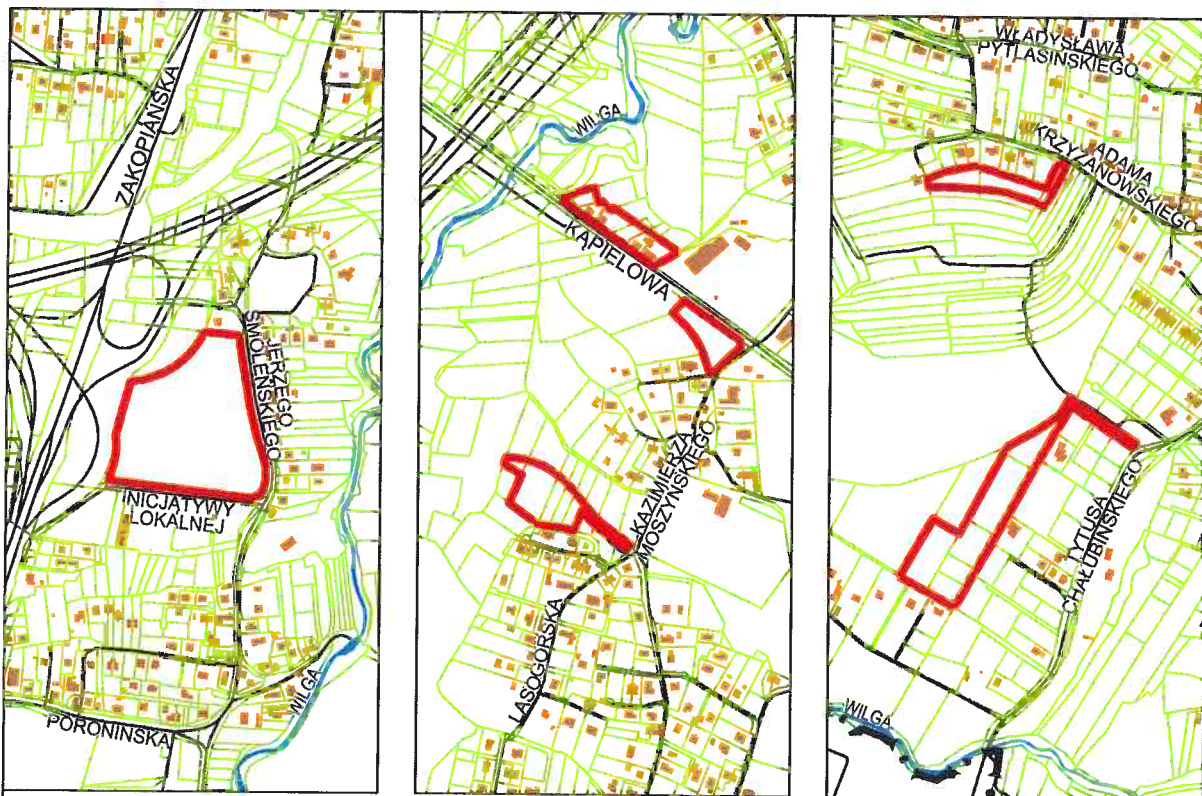 ZAKOPIAŃSKA
JERZEGO
SMOLEŃSKIEGO
INICJATYWY
LOKALNEJ
WILGA
PORONIŃSKA
WILGA
KĄPIELOWA
KAZIMIERZA
MOSZYŃSKIEGO
LASOGÓRSKA
WŁADYSŁAWA
PYTLASIŃSKIEGO
ADAMA
KRZYŻANOWSKIEGO
TYTUSA
CHAŁUBIŃSKIEGO
WILGA